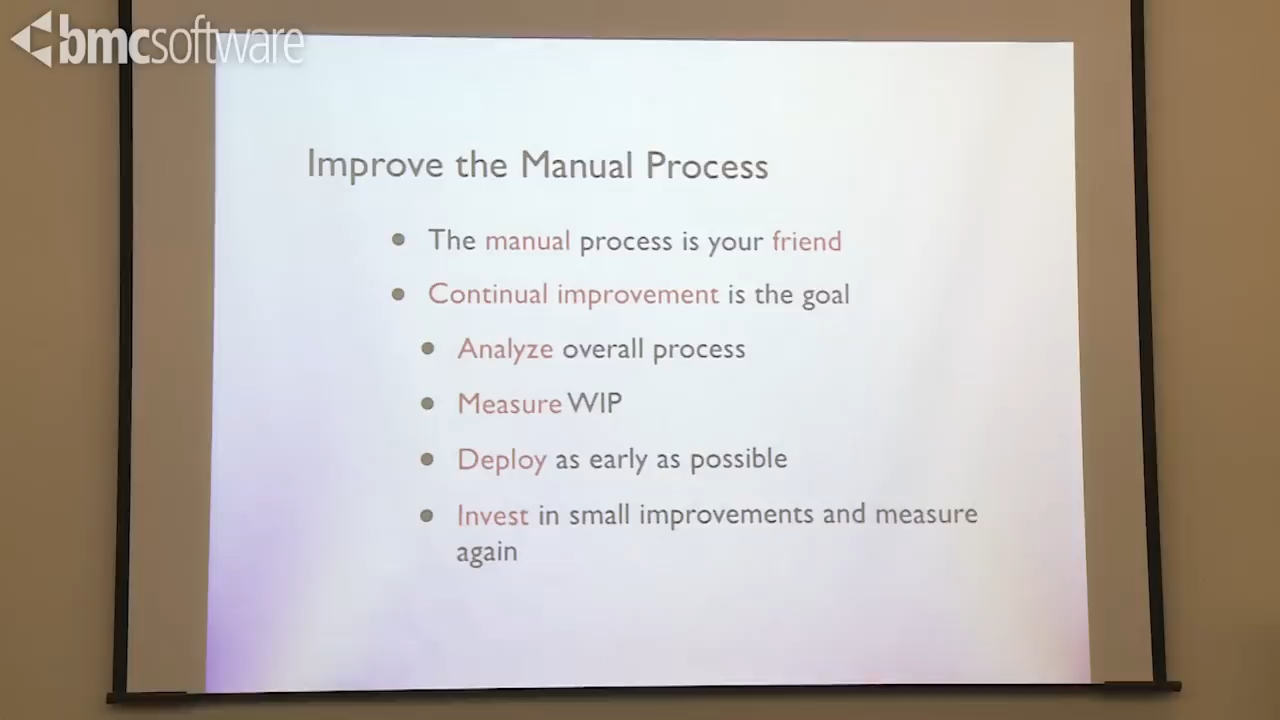 bmcsoftware
Improve the Manual Process
The manual process is your friend
Continual improvement is the goal
Analyze overall process
Measure WIP
Deploy as early as possible
Invest in small improvements and measure
again